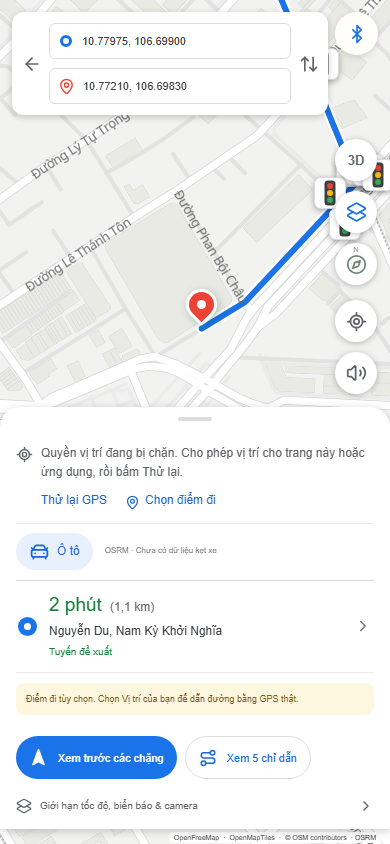 10.77975, 106.69900
10.77210, 106.69830
3D
N
Đường Lý Tự Trọng
Đường Lê Thánh Tôn
Đường Phan Bội Châu
Quyền vị trí đang bị chặn. Cho phép vị trí cho trang này hoặc
ứng dụng, rồi bấm Thử lại.
Thử lại GPS
Chọn điểm đi
Ô tô
OSRM · Chưa có dữ liệu kẹt xe
2 phút (1,1 km)
Nguyễn Du, Nam Kỳ Khởi Nghĩa
Tuyến đề xuất
Điểm đi tùy chọn. Chọn Vị trí của bạn để dẫn đường bằng GPS thật.
Xem trước các chặng
Xem 5 chỉ dẫn
Giới hạn tốc độ, biển báo & camera
OpenFreeMap · OpenMapTiles · © OSM contributors · OSRM